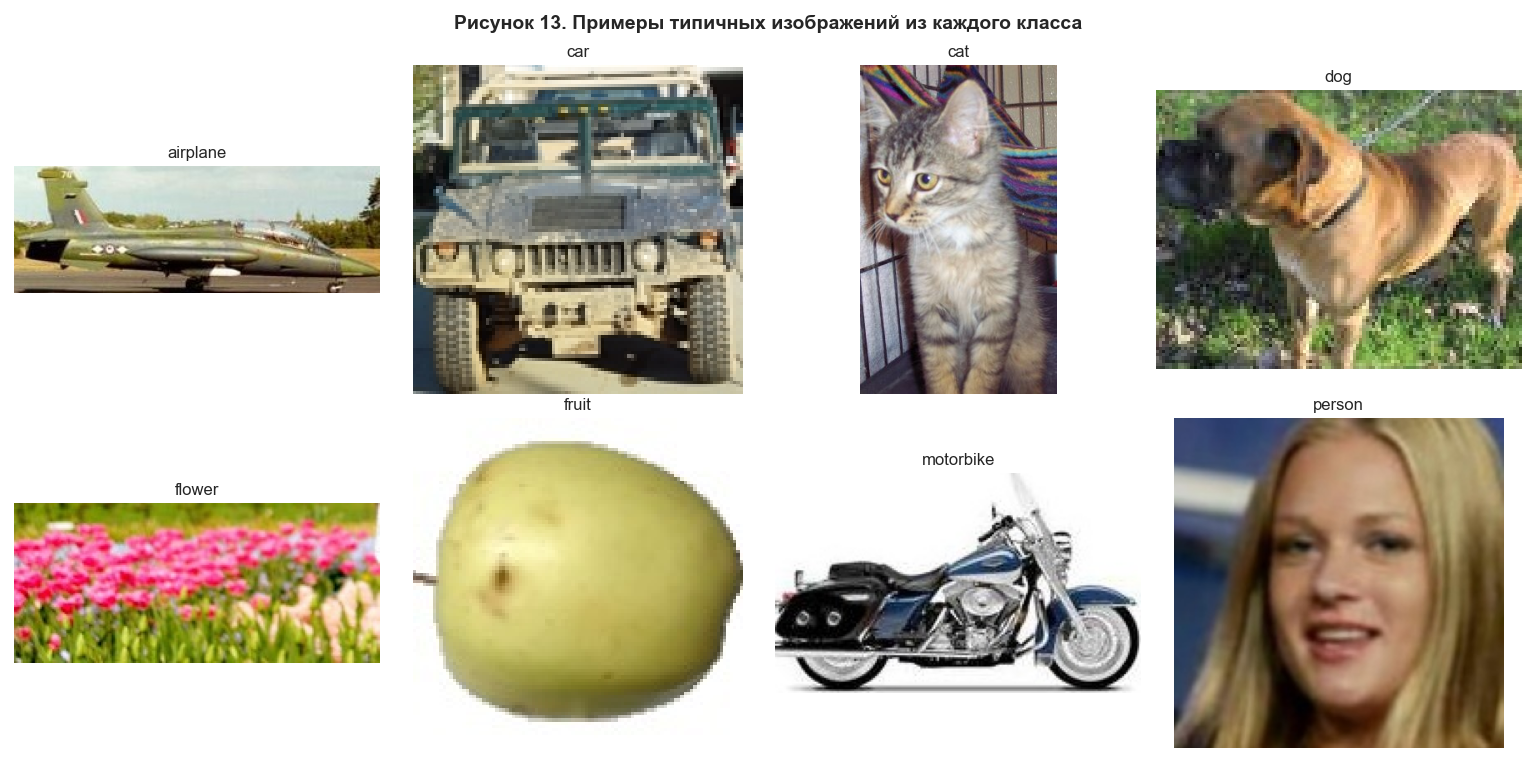 Рисунок 13. Примеры типичных изображений из каждого класса
airplane
car
cat
dog
flower
fruit
motorbike
person